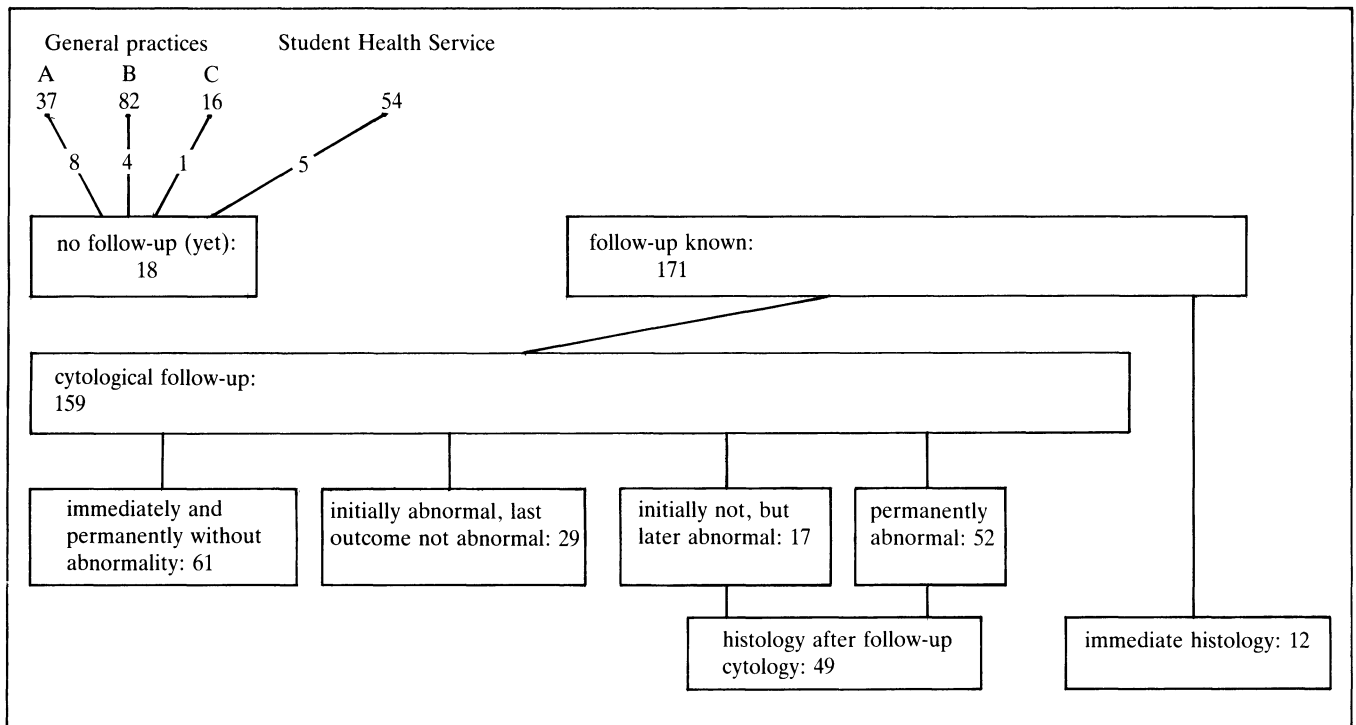 General practices Student Health Service
A B C
37 82 16 54
8 4 1 5
no follow-up (yet):
18
follow-up known:
171
cytological follow-up:
159
immediately and
permanently without
abnormality: 61
initially abnormal, last
outcome not abnormal: 29
initially not, but
later abnormal: 17
permanently
abnormal: 52
histology after follow-up
cytology: 49
immediate histology: 12